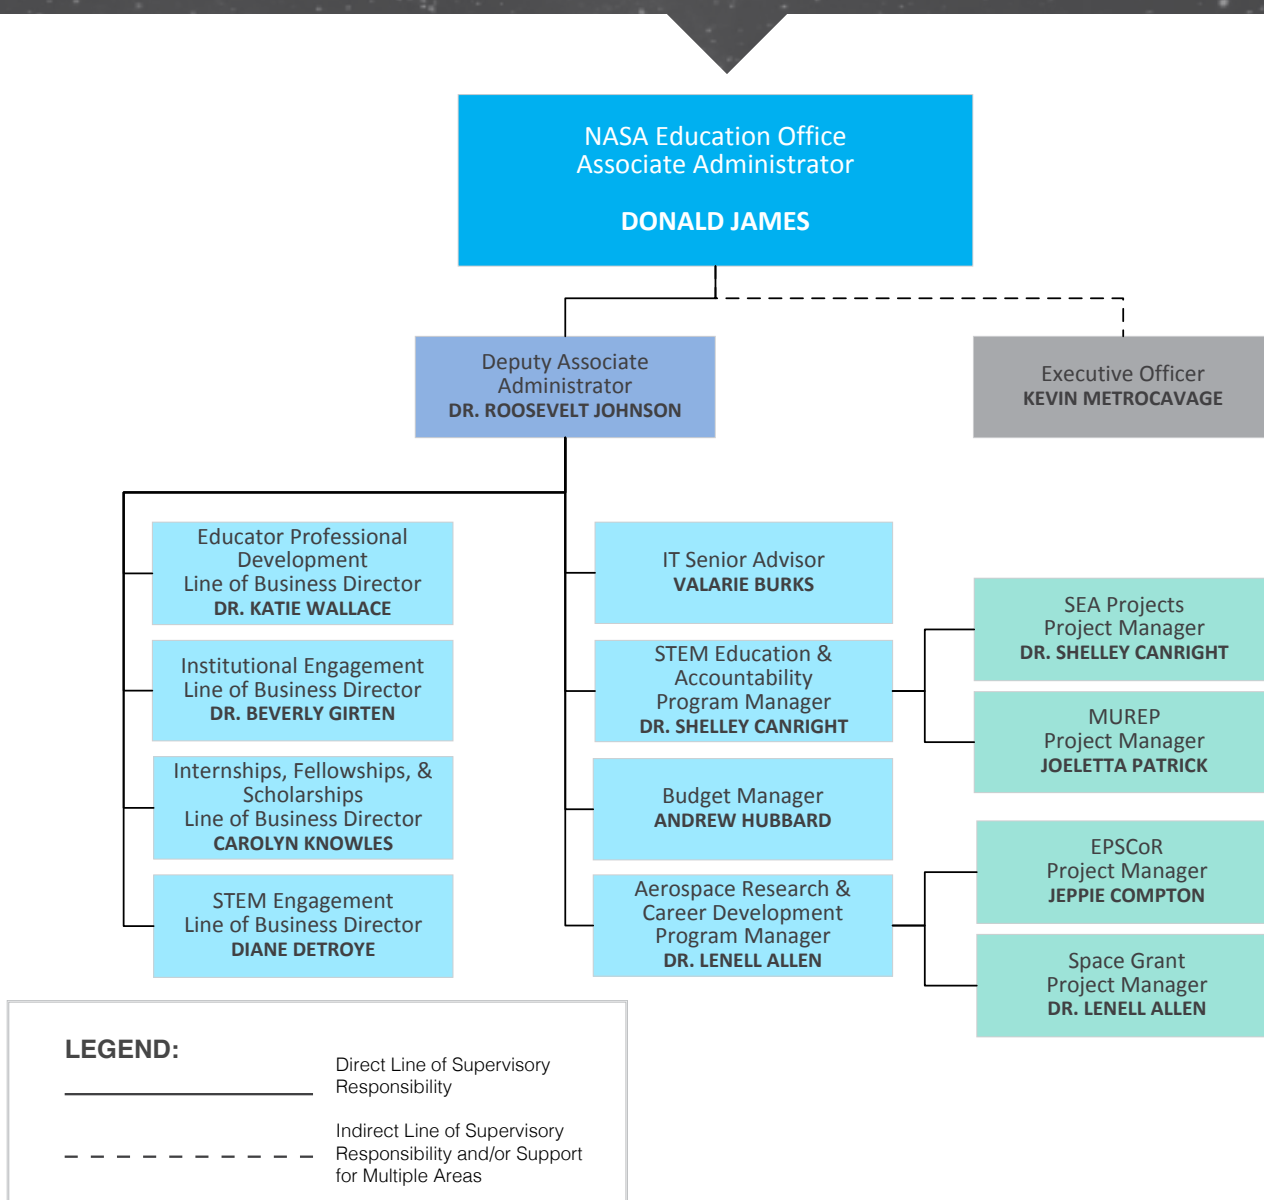 NASA Education Office
Associate Administrator
DONALD JAMES
Deputy Associate
Administrator
DR. ROOSEVELT JOHNSON
Executive Officer
KEVIN METROCAVAGE
Educator Professional
Development
Line of Business Director
DR. KATIE WALLACE
Institutional Engagement
Line of Business Director
DR. BEVERLY GIRTEN
Internships, Fellowships, &
Scholarships
Line of Business Director
CAROLYN KNOWLES
STEM Engagement
Line of Business Director
DIANE DETROYE
IT Senior Advisor
VALARIE BURKS
STEM Education &
Accountability
Program Manager
DR. SHELLEY CANRIGHT
Budget Manager
ANDREW HUBBARD
Aerospace Research &
Career Development
Program Manager
DR. LENELL ALLEN
SEA Projects
Project Manager
DR. SHELLEY CANRIGHT
MUREP
Project Manager
JOELETTA PATRICK
EPSCoR
Project Manager
JEPPIE COMPTON
Space Grant
Project Manager
DR. LENELL ALLEN
LEGEND:
Direct Line of Supervisory
Responsibility
Indirect Line of Supervisory
Responsibility and/or Support
for Multiple Areas